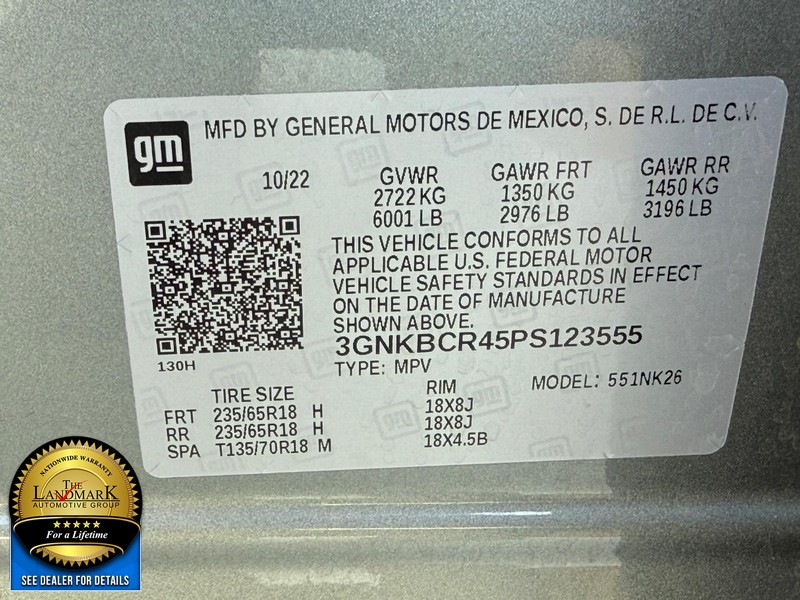 gm
MFD BY GENERAL MOTORS DE MEXICO, S. DE R.L. DE C.V.
10/22
GVWR GAWR FRT GAWR RR
2722 KG 1350 KG 1450 KG
6001 LB 2976 LB 3196 LB
THIS VEHICLE CONFORMS TO ALL
APPLICABLE U.S. FEDERAL MOTOR
VEHICLE SAFETY STANDARDS IN EFFECT
ON THE DATE OF MANUFACTURE
SHOWN ABOVE.
3GNKBCR45PS123555
130H
TYPE: MPV
MODEL: 551NK26
TIRE SIZE RIM
FRT 235/65R18 H 18X8J
RR 235/65R18 H 18X8J
SPA T135/70R18 M 18X4.5B
NATIONWIDE WARRANTY
THE
LANDMARK
AUTOMOTIVE GROUP
For a Lifetime
SEE DEALER FOR DETAILS